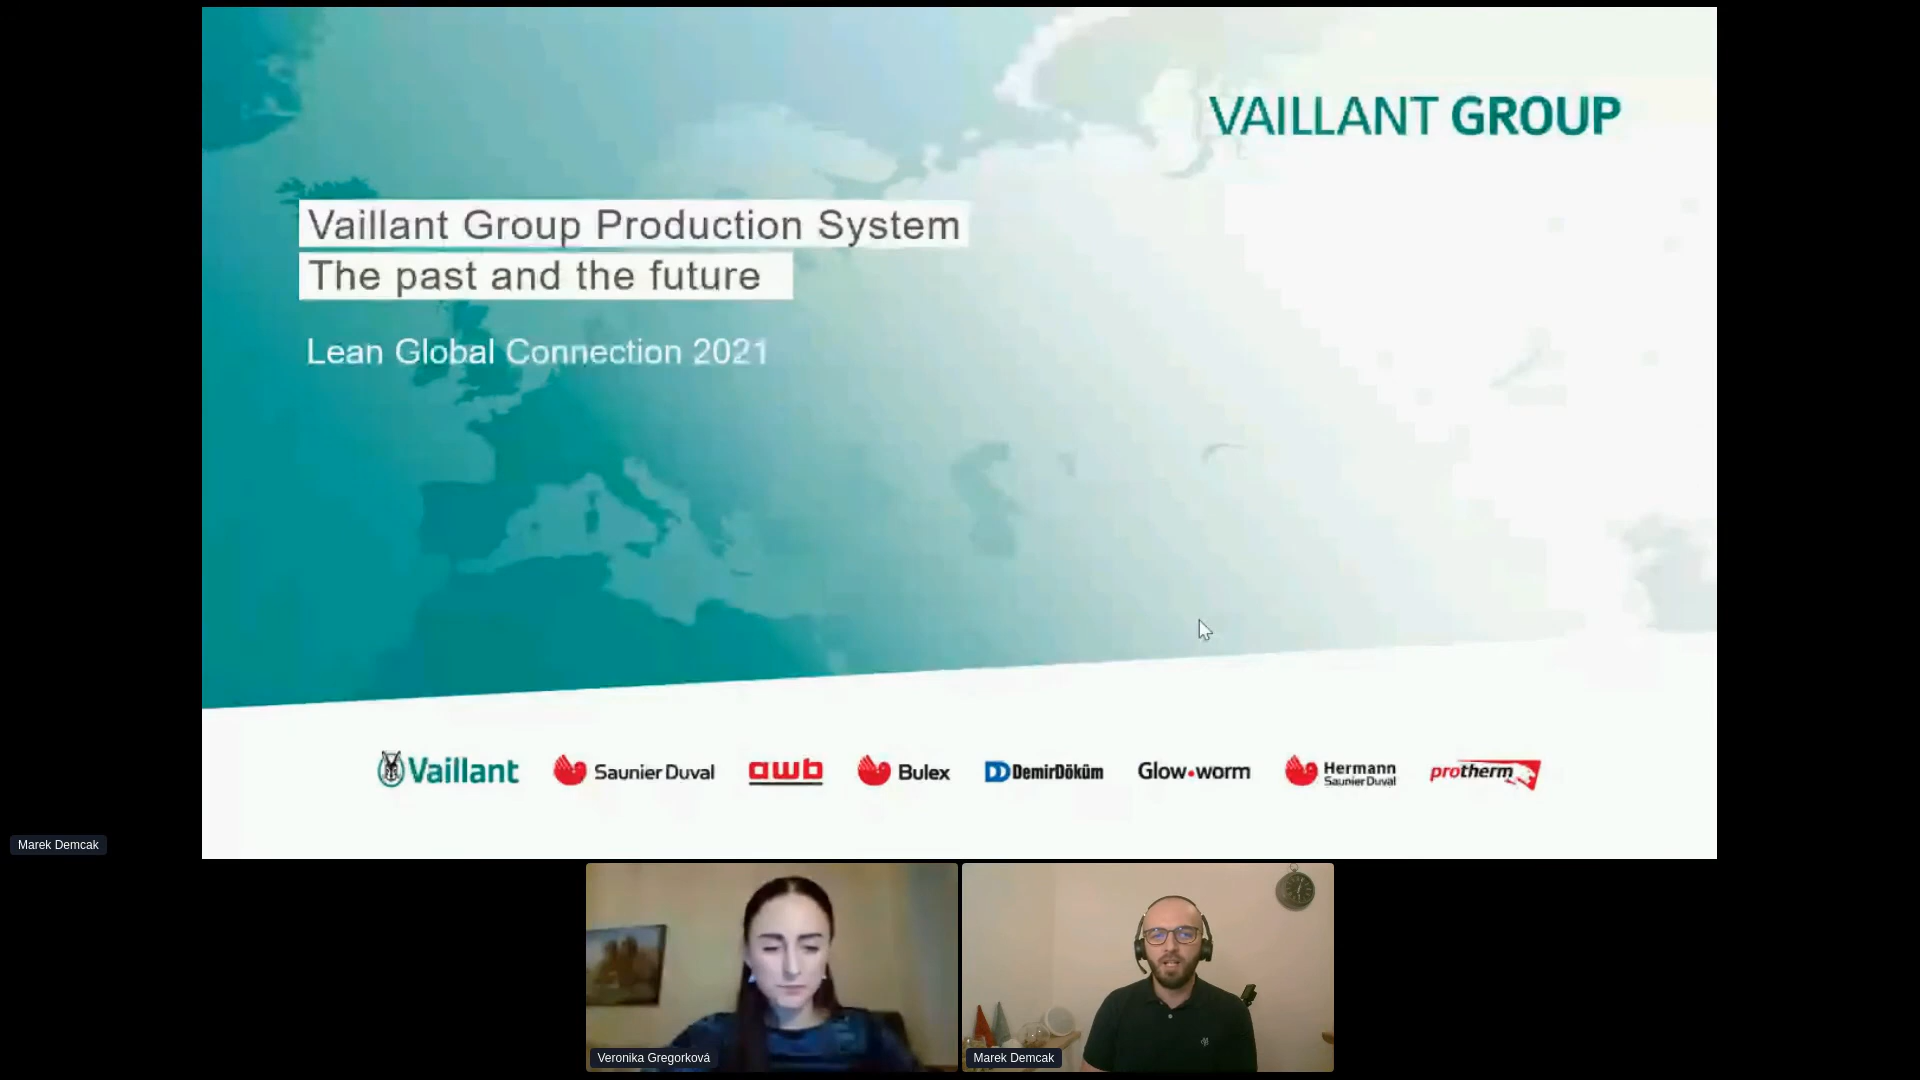 VAILLANT GROUP
Vaillant Group Production System
The past and the future
Lean Global Connection 2021
Vaillant
Saunier Duval
awb
Bulex
DemirDöküm
Glow•worm
Hermann
Saunier Duval
protherm
Marek Demcak
Veronika Gregorková
Marek Demcak